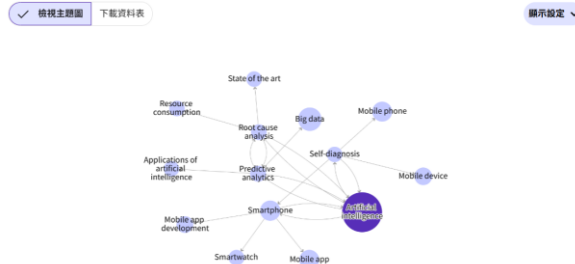 檢視主題圖
下載資料表
顯示設定
State of the art
Resource
consumption
Big data
Mobile phone
Root cause
analysis
Self-diagnosis
Applications of
artificial
intelligence
Predictive
analytics
Mobile device
Smartphone
Artificial
intelligence
Mobile app
development
Smartwatch
Mobile app